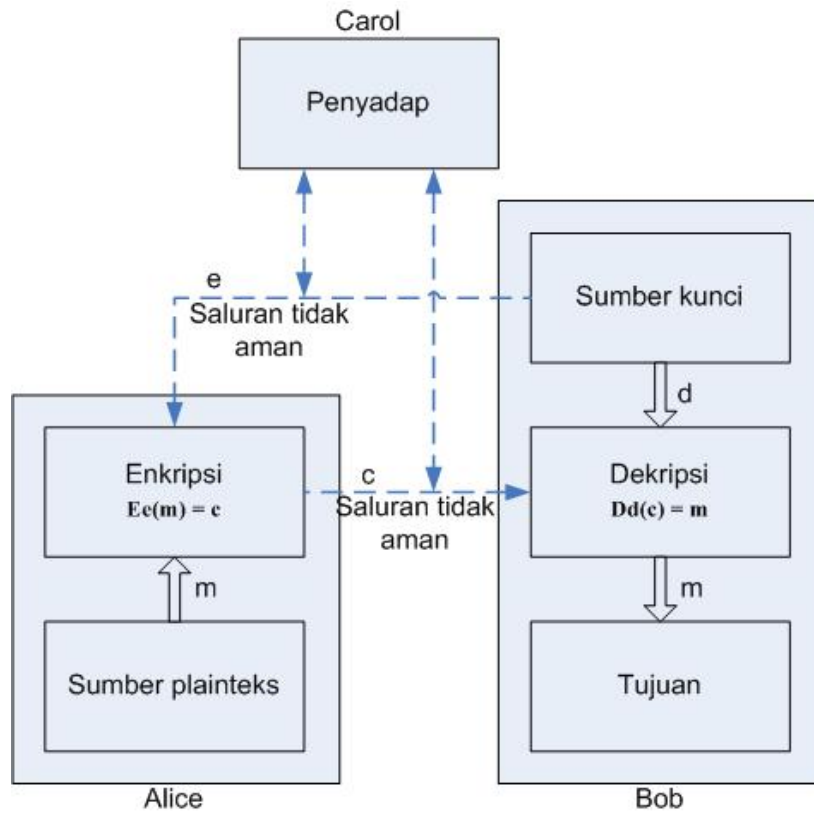 Carol
Penyadap
e
Saluran tidak
aman
Sumber kunci
d
Enkripsi
Ee(m) = c
c
Saluran tidak
aman
Dekripsi
Dd(c) = m
m
m
Sumber plainteks
Tujuan
Alice
Bob